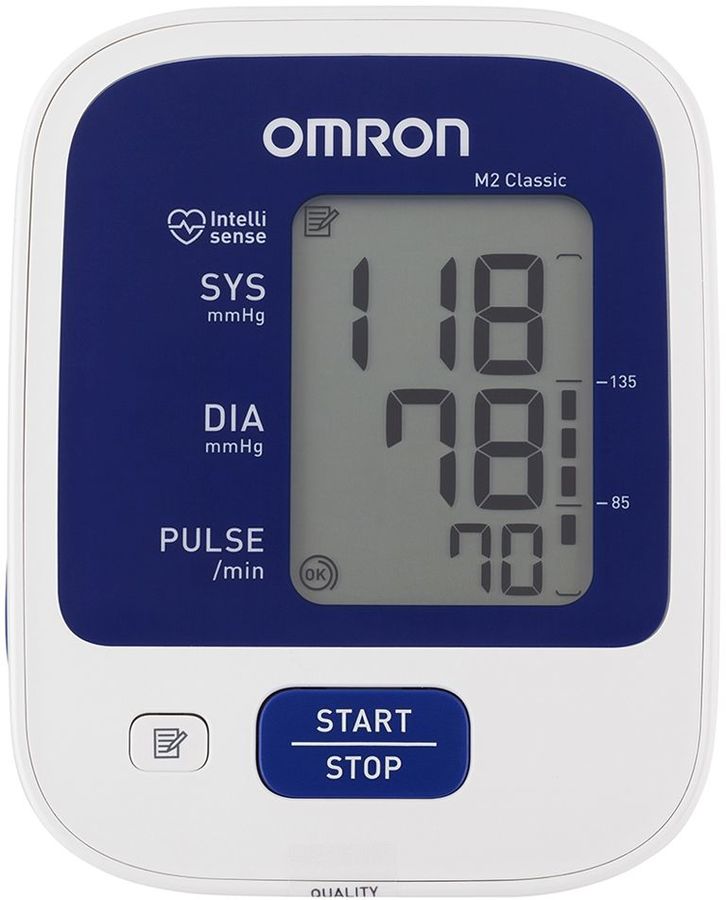 OMRON
M2 Classic
Intelli
sense
SYS
mmHg
118
-135
DIA
mmHg
78
-85
PULSE
/min
70
OK
START
STOP
QUALITY